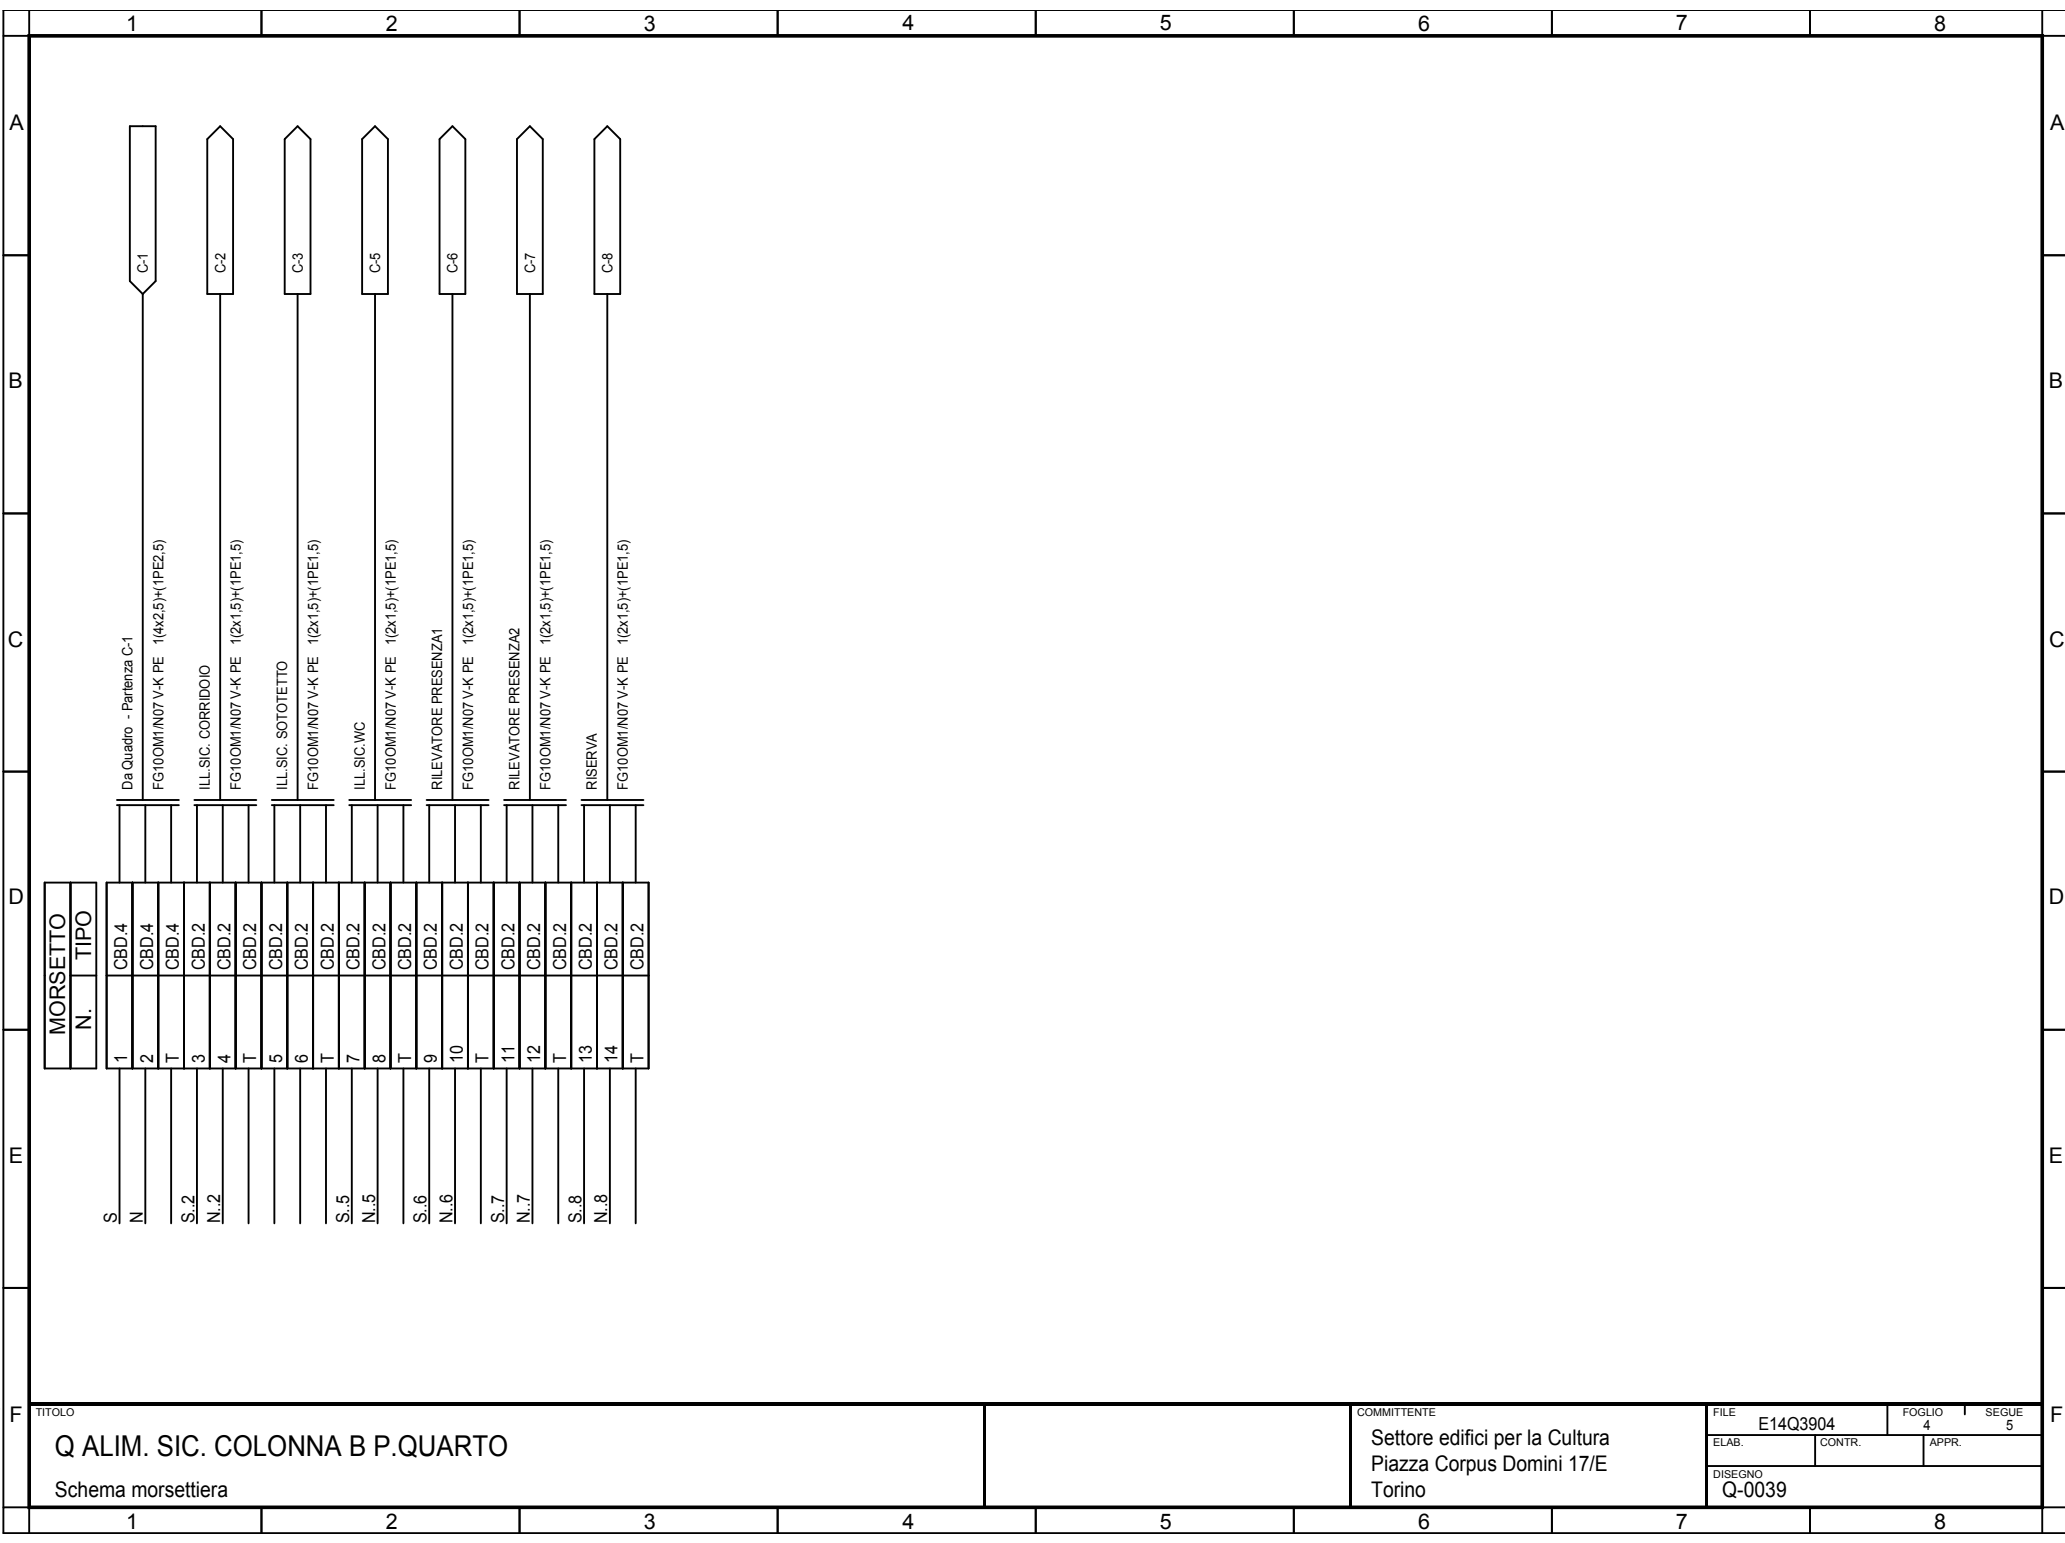 1 2 3 4 5 6 7 8
A A
C-1 C-2 C-3 C-5 C-6 C-7 C-8
B B
Da Quadro - Partenza C-1
FG10OM1/N07 V-K PE 1(4x2,5)+(1PE2,5)
ILL.SIC. CORRIDOIO
FG10OM1/N07 V-K PE 1(2x1,5)+(1PE1,5)
ILL.SIC. SOTOTETTO
FG10OM1/N07 V-K PE 1(2x1,5)+(1PE1,5)
ILL.SIC.WC
FG10OM1/N07 V-K PE 1(2x1,5)+(1PE1,5)
RILEVATORE PRESENZA1
FG10OM1/N07 V-K PE 1(2x1,5)+(1PE1,5)
RILEVATORE PRESENZA2
FG10OM1/N07 V-K PE 1(2x1,5)+(1PE1,5)
RISERVA
FG10OM1/N07 V-K PE 1(2x1,5)+(1PE1,5)
C C
D D
MORSETTO
N. TIPO
1 CBD.4
2 CBD.4
T CBD.4
3 CBD.2
4 CBD.2
T CBD.2
5 CBD.2
6 CBD.2
T CBD.2
7 CBD.2
8 CBD.2
T CBD.2
9 CBD.2
10 CBD.2
T CBD.2
11 CBD.2
12 CBD.2
T CBD.2
13 CBD.2
14 CBD.2
T CBD.2
E E
S
N
S..2
N..2
S..5
N..5
S..6
N..6
S..7
N..7
S..8
N..8
F F
TITOLO
Q ALIM. SIC. COLONNA B P.QUARTO
Schema morsettiera
COMMITTENTE
Settore edifici per la Cultura
Piazza Corpus Domini 17/E
Torino
FILE
E14Q3904
FOGLIO
4
SEGUE
5
ELAB. CONTR. APPR.
DISEGNO
Q-0039
1 2 3 4 5 6 7 8